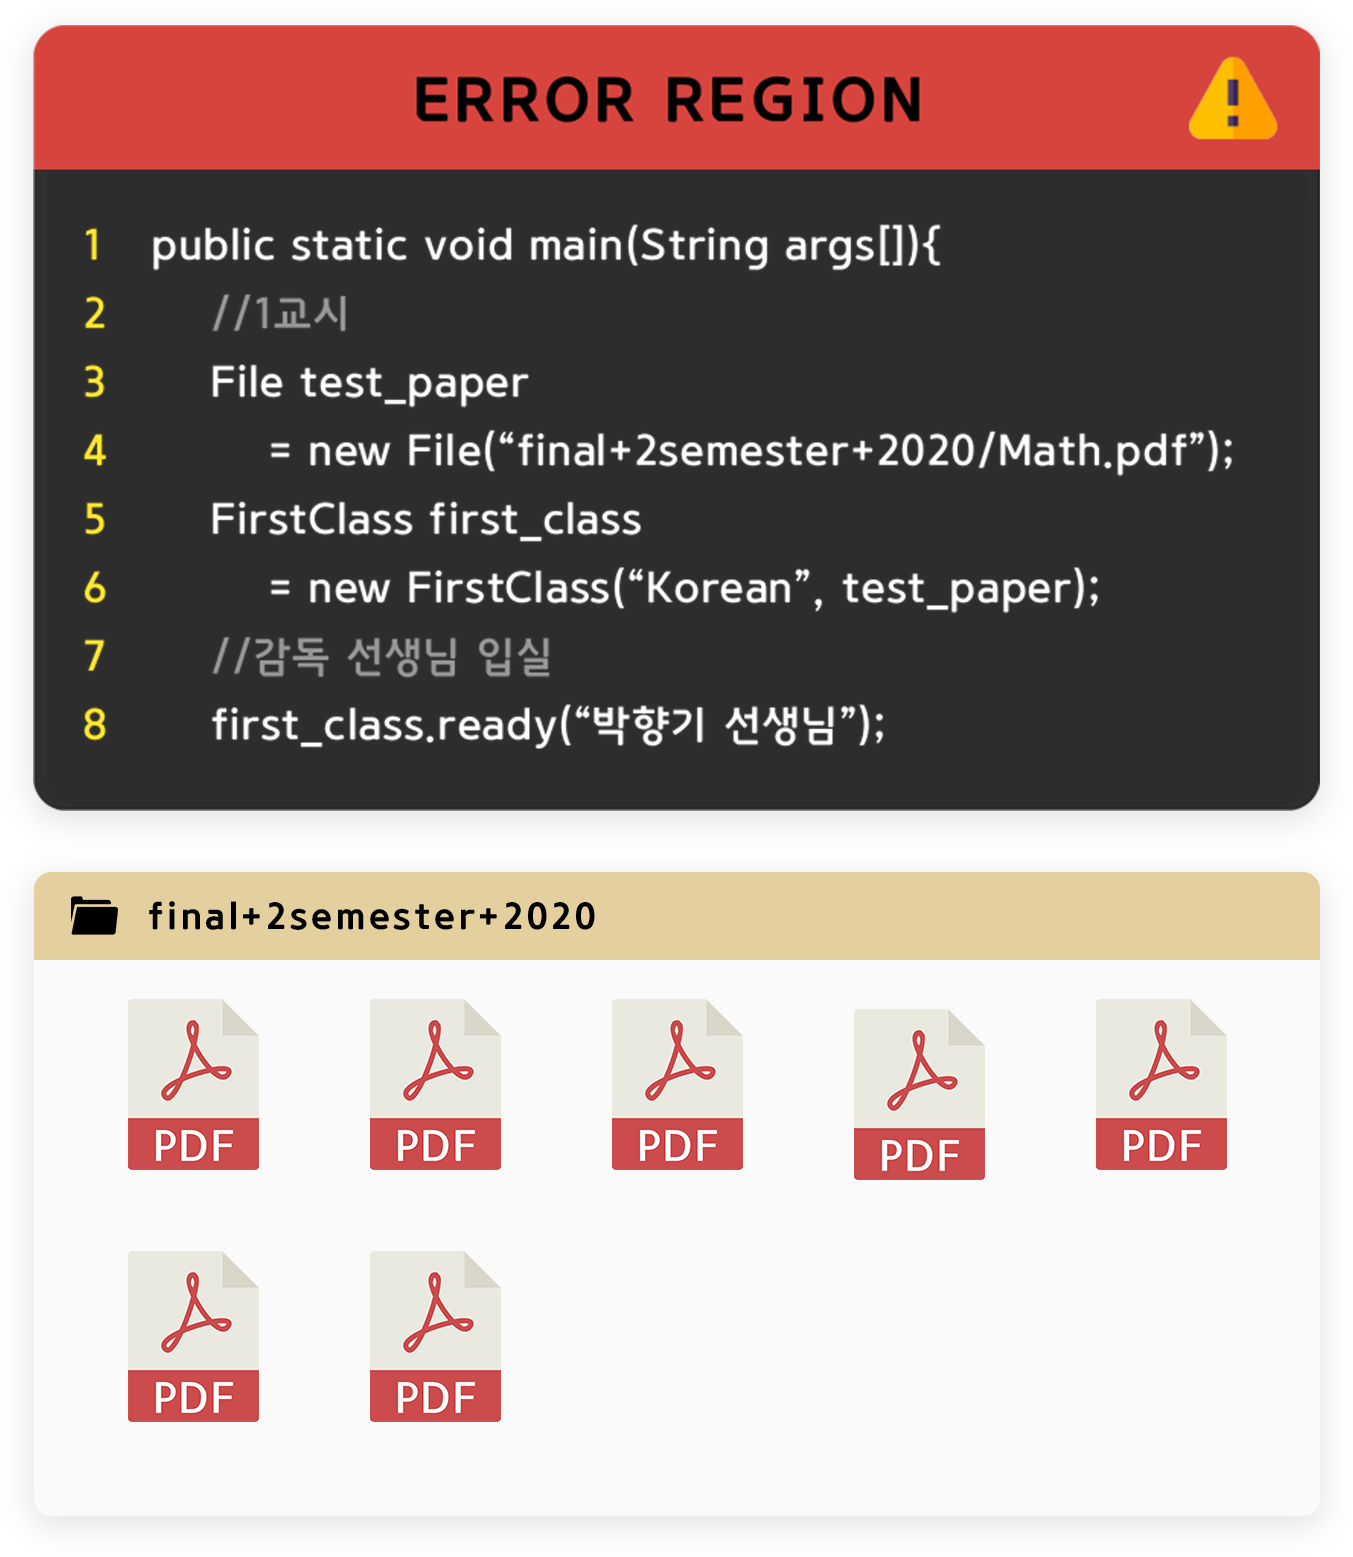 ERROR REGION
1 public static void main(String args[]){
2 //1교시
3 File test_paper
4 = new File(“final+2semester+2020/Math.pdf”);
5 FirstClass first_class
6 = new FirstClass(“Korean”, test_paper);
7 //감독 선생님 입실
8 first_class.ready(“박향기 선생님”);
final+2semester+2020
PDF PDF PDF PDF PDF
PDF PDF